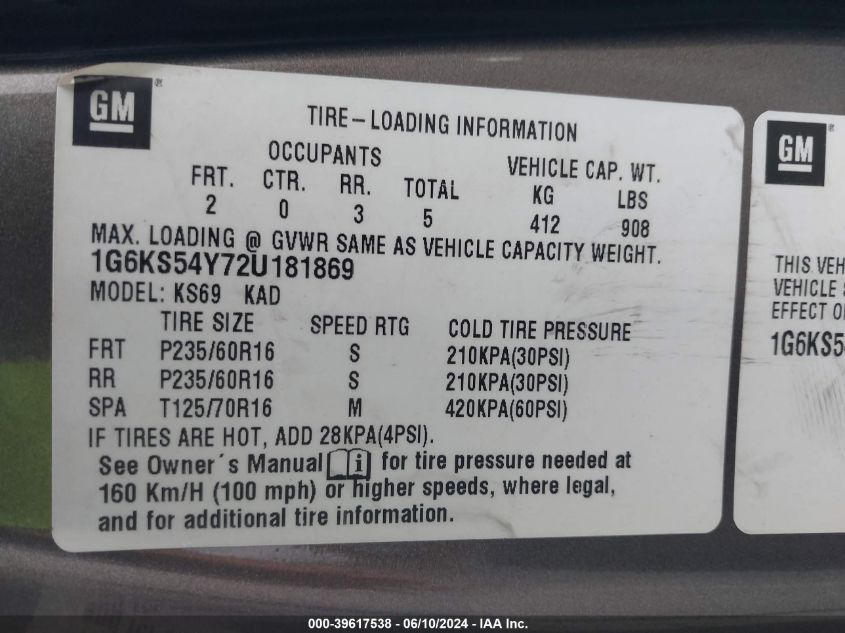 GM ®
TIRE-LOADING INFORMATION
OCCUPANTS VEHICLE CAP. WT.
FRT. CTR. RR. TOTAL KG LBS
2 0 3 5 412 908
MAX. LOADING @ GVWR SAME AS VEHICLE CAPACITY WEIGHT.
1G6KS54Y72U181869
MODEL: KS69 KAD
TIRE SIZE SPEED RTG COLD TIRE PRESSURE
FRT P235/60R16 S 210KPA(30PSI)
RR P235/60R16 S 210KPA(30PSI)
SPA T125/70R16 M 420KPA(60PSI)
IF TIRES ARE HOT, ADD 28KPA(4PSI).
See Owner´s Manual i for tire pressure needed at
160 Km/H (100 mph) or higher speeds, where legal,
and for additional tire information.
GM ®
THIS VEH
VEHICLE S
EFFECT O
1G6KS5
000-39617538 - 06/10/2024 - IAA Inc.